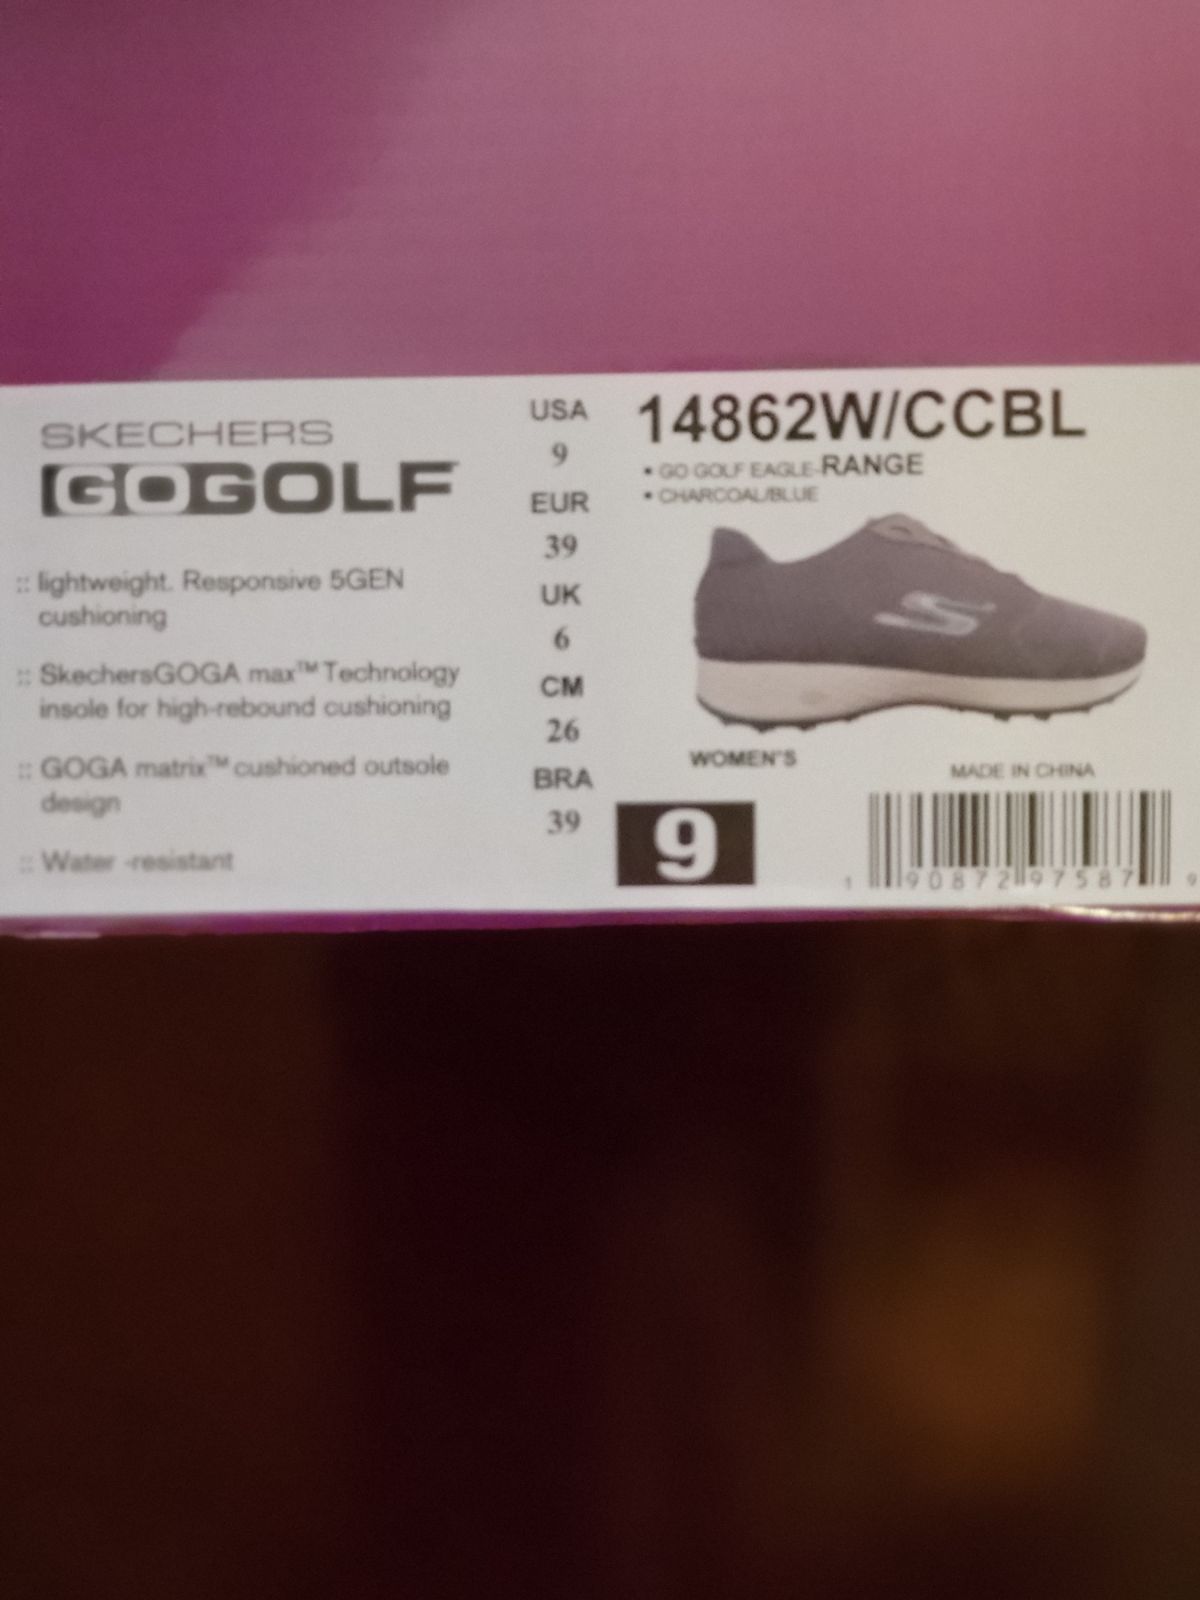 SKECHERS
GOGOLF
:: lightweight. Responsive 5GEN
cushioning
:: SkechersGOGA max™ Technology
insole for high-rebound cushioning
:: GOGA matrix™ cushioned outsole
design
:: Water -resistant
USA
9
EUR
39
UK
6
CM
26
BRA
39
14862W/CCBL
▪ GO GOLF EAGLE-RANGE
▪ CHARCOAL/BLUE
S
WOMEN"S
9
MADE IN CHINA
1 90872 97587 9